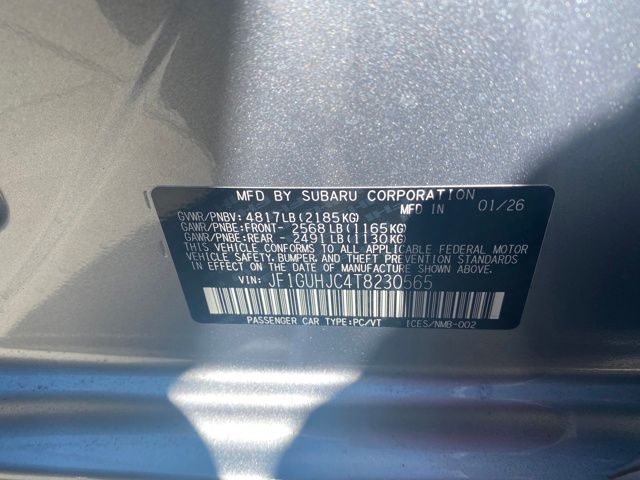 MFD BY SUBARU CORPORATION
MFD IN 01/26
GVWR/PNBV: 4817LB(2185KG)
GAWR/PNBE:FRONT- 2568LB(1165KG)
GAWR/PNBE:REAR - 2491LB(1130KG)
THIS VEHICLE CONFORMS TO ALL APPLICABLE FEDERAL MOTOR
VEHICLE SAFETY, BUMPER, AND THEFT PREVENTION STANDARDS
IN EFFECT ON THE DATE OF MANUFACTURE SHOWN ABOVE.
VIN: JF1GUHJC4T8230565
PASSENGER CAR TYPE:PC/VT ICES/NMB-002